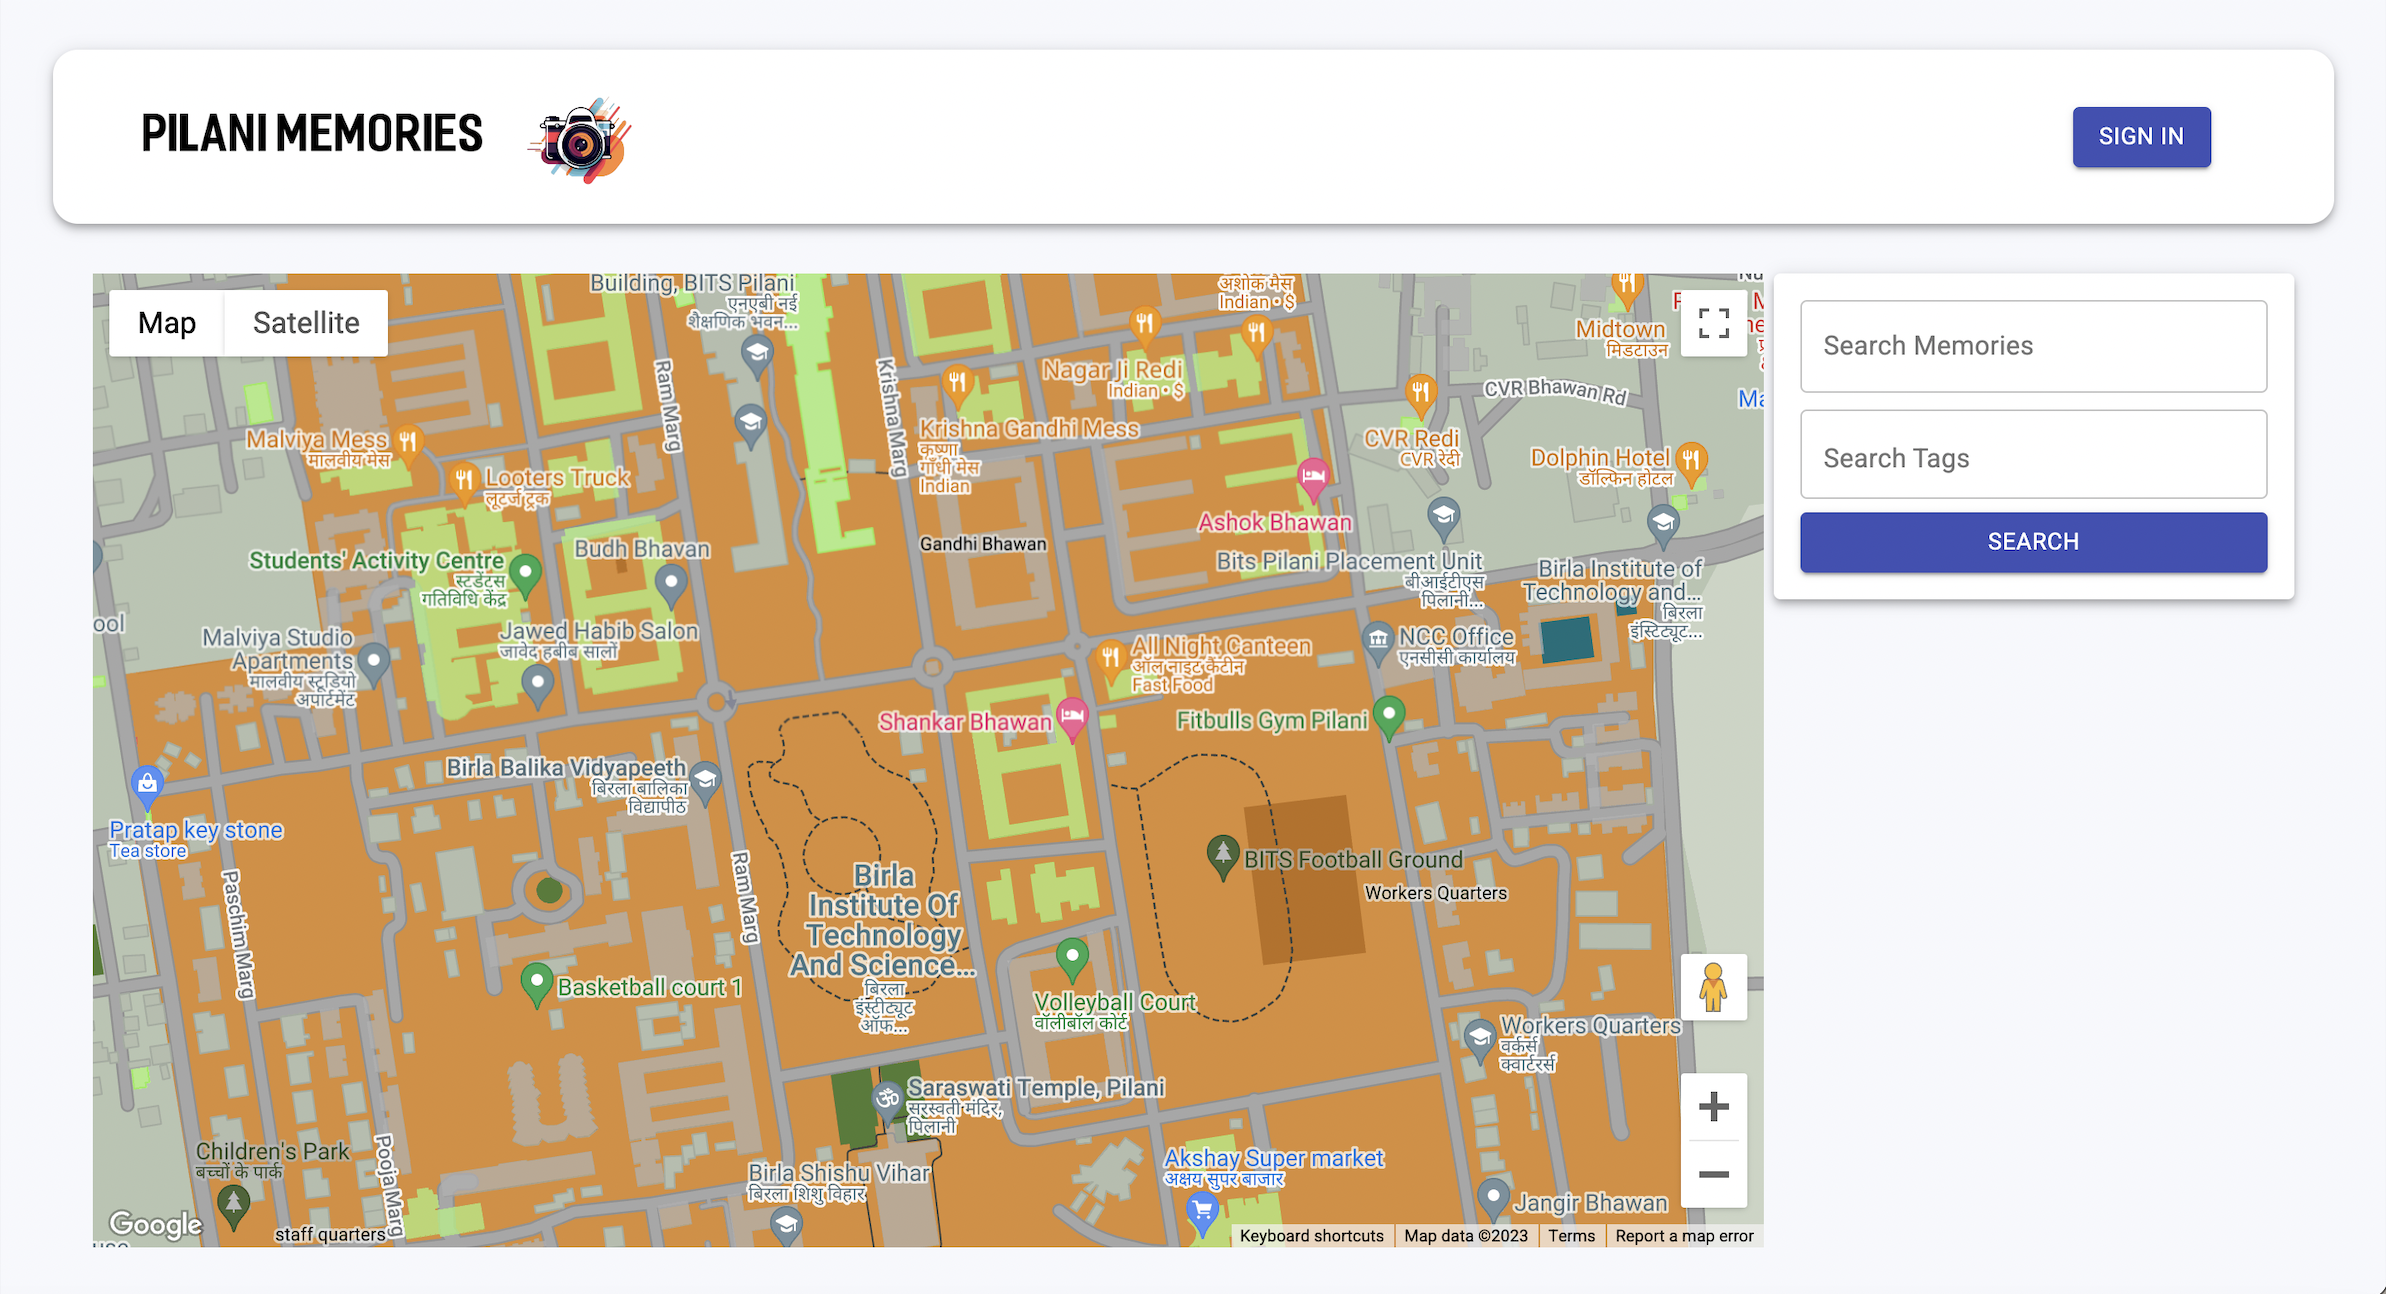 PILANI MEMORIES
SIGN IN
Map
Satellite
Building, BITS Pilani
एनएबी नई
शैक्षणिक भवन...
अशोक मैस
Indian • $
Midtown
मिडटाउन
Ram Marg
Krishna Marg
Nagar Ji Redi
Indian • $
CVR Bhawan Rd
Malviya Mess
मालवीय मेस
Looters Truck
लूटर्ज ट्रक
Krishna Gandhi Mess
कृष्णा
गाँधी मेस
Indian
CVR Redi
CVR रेदी
Dolphin Hotel
डॉल्फिन होटल
Ashok Bhawan
Gandhi Bhawan
Students' Activity Centre
स्टूडेंट्स
गतिविधि केंद्र
Budh Bhavan
Bits Pilani Placement Unit
बीआईटीएस
पिलानी...
Birla Institute of
Technology and...
बिरला
इंस्टिट्यूट...
ool
Malviya Studio
Apartments
मालवीय स्टूडियो
अपार्टमेंट
Jawed Habib Salon
जावेद हबीब सालों
All Night Canteen
ऑल नाइट कैंटीन
Fast Food
NCC Office
एनसीसी कार्यालय
Shankar Bhawan
Fitbulls Gym Pilani
Birla Balika Vidyapeeth
बिरला बालिका
विद्यापीठ
Pratap key stone
Tea store
Paschim Marg
Ram Marg
Birla
Institute Of
Technology
And Science...
बिरला
इंस्टीट्यूट
ऑफ...
BITS Football Ground
Workers Quarters
Basketball court 1
Volleyball Court
वॉलीबॉल कोर्ट
Workers Quarters
वर्कर्स
क्वार्टरर्स
Saraswati Temple, Pilani
सरस्वती मंदिर,
पिलानी
Children's Park
बच्चों के पार्क
Pooja Marg
Birla Shishu Vihar
बिरला शिशु विहार
Akshay Super market
अक्षय सुपर बाजार
Jangir Bhawan
staff quarters
Google
Keyboard shortcuts
Map data ©2023
Terms
Report a map error
Search Memories
Search Tags
SEARCH